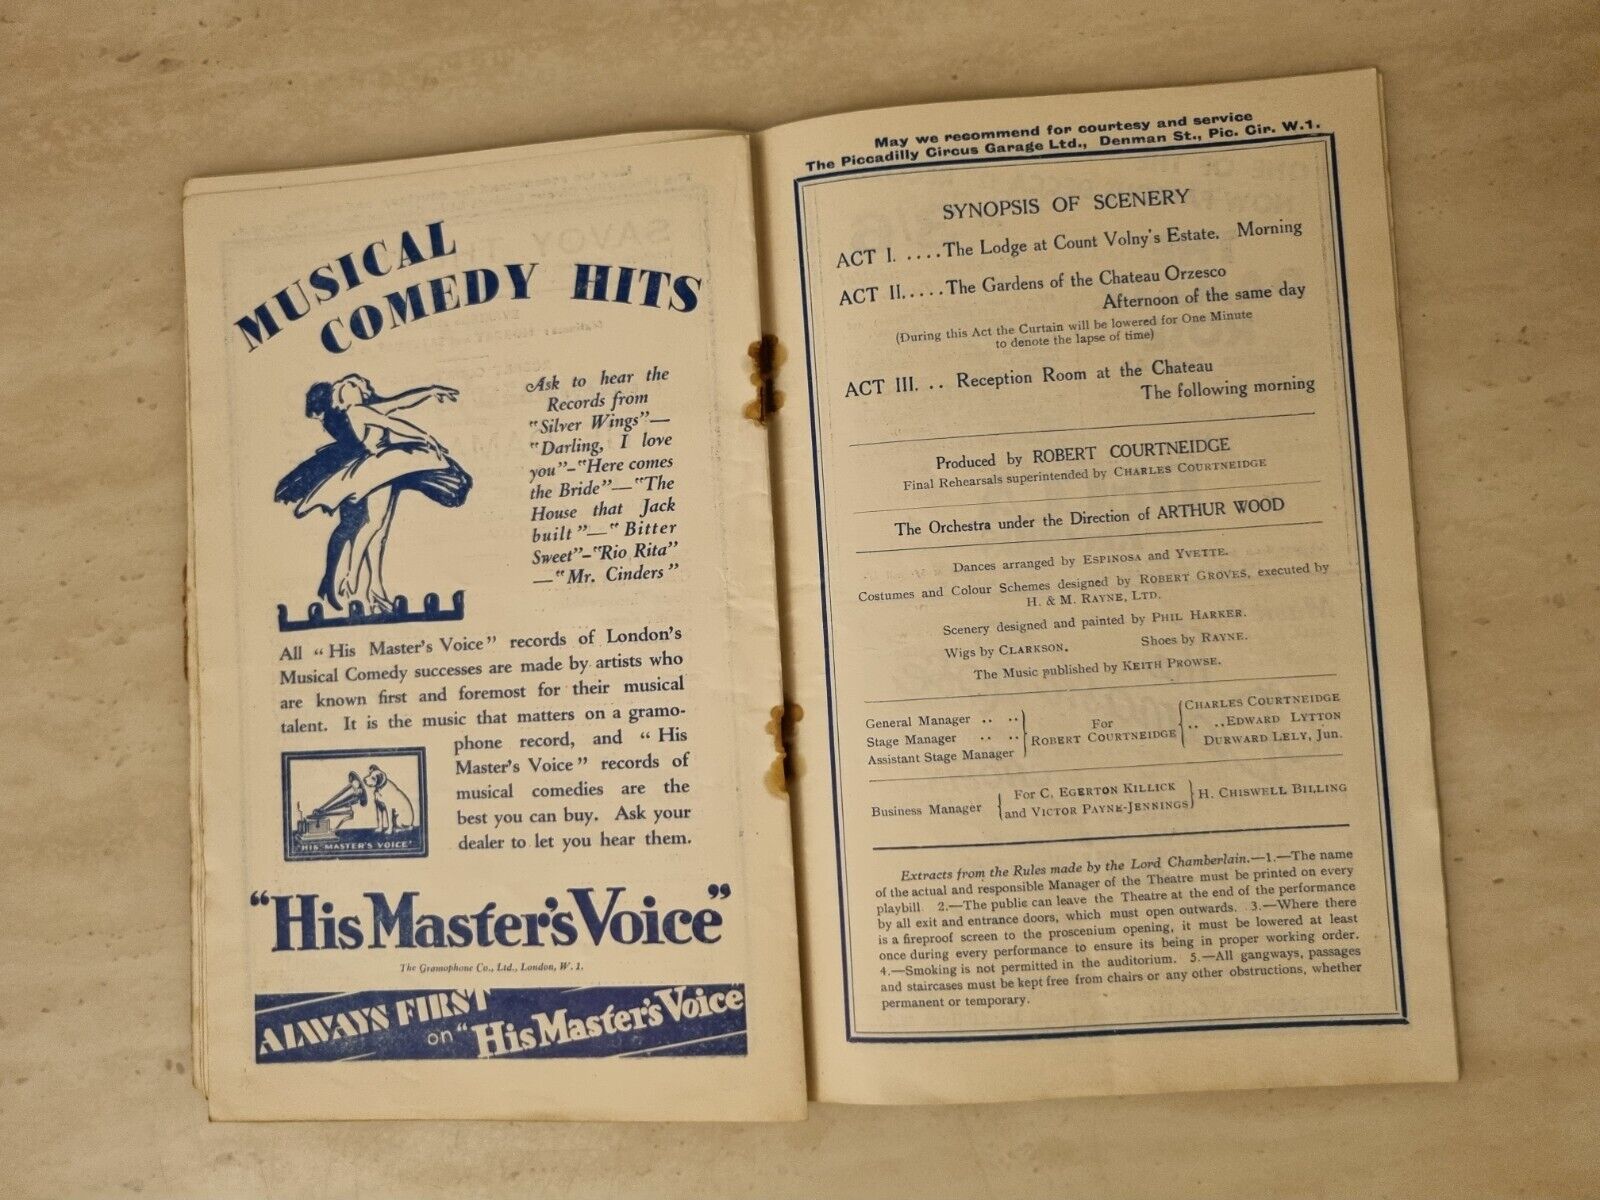 MUSICAL
COMEDY HITS
Ask to hear the
Records from
"Silver Wings"—
"Darling, I love
you"-"Here comes
the Bride"—"The
House that Jack
built"—"Bitter
Sweet"-"Rio Rita"
—"Mr. Cinders"
All "His Master's Voice" records of London's
Musical Comedy successes are made by artists who
are known first and foremost for their musical
talent. It is the music that matters on a gramo-
phone record, and "His
Master's Voice" records of
musical comedies are the
best you can buy. Ask your
dealer to let you hear them.
"HIS MASTER'S VOICE"
"His Master's Voice"
The Gramophone Co., Ltd., London, W. 1.
ALWAYS FIRST
on "His Master's Voice"
May we recommend for courtesy and service
The Piccadilly Circus Garage Ltd., Denman St., Pic. Cir. W.1.
SYNOPSIS OF SCENERY
ACT I. ....The Lodge at Count Volny's Estate. Morning
ACT II.....The Gardens of the Chateau Orzesco
Afternoon of the same day
(During this Act the Curtain will be lowered for One Minute
to denote the lapse of time)
ACT III. .. Reception Room at the Chateau
The following morning
Produced by ROBERT COURTNEIDGE
Final Rehearsals superintended by CHARLES COURTNEIDGE
The Orchestra under the Direction of ARTHUR WOOD
Dances arranged by ESPINOSA and YVETTE.
Costumes and Colour Schemes designed by ROBERT GROVES, executed by
H. & M. RAYNE, LTD.
Scenery designed and painted by PHIL HARKER.
Wigs by CLARKSON. Shoes by RAYNE.
The Music published by KEITH PROWSE.
General Manager .. .. CHARLES COURTNEIDGE
Stage Manager .. .. For ROBERT COURTNEIDGE .. ..EDWARD LYTTON
Assistant Stage Manager DURWARD LELY, Jun.
Business Manager For C. EGERTON KILLICK H. CHISWELL BILLING
and VICTOR PAYNE-JENNINGS
Extracts from the Rules made by the Lord Chamberlain.—1.—The name
of the actual and responsible Manager of the Theatre must be printed on every
playbill. 2.—The public can leave the Theatre at the end of the performance
by all exit and entrance doors, which must open outwards. 3.—Where there
is a fireproof screen to the proscenium opening, it must be lowered at least
once during every performance to ensure its being in proper working order.
4.—Smoking is not permitted in the auditorium. 5.—All gangways, passages
and staircases must be kept free from chairs or any other obstructions, whether
permanent or temporary.